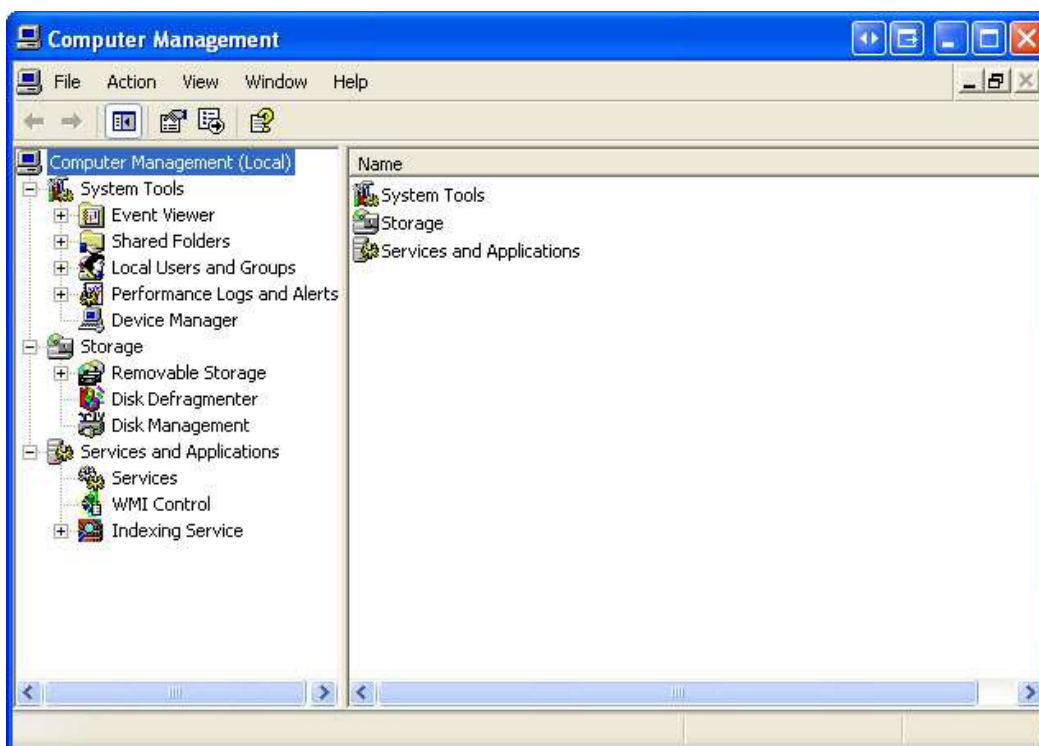 Computer Management
File Action View Window Help
Computer Management (Local)
System Tools
Event Viewer
Shared Folders
Local Users and Groups
Performance Logs and Alerts
Device Manager
Storage
Removable Storage
Disk Defragmenter
Disk Management
Services and Applications
Services
WMI Control
Indexing Service
Name
System Tools
Storage
Services and Applications